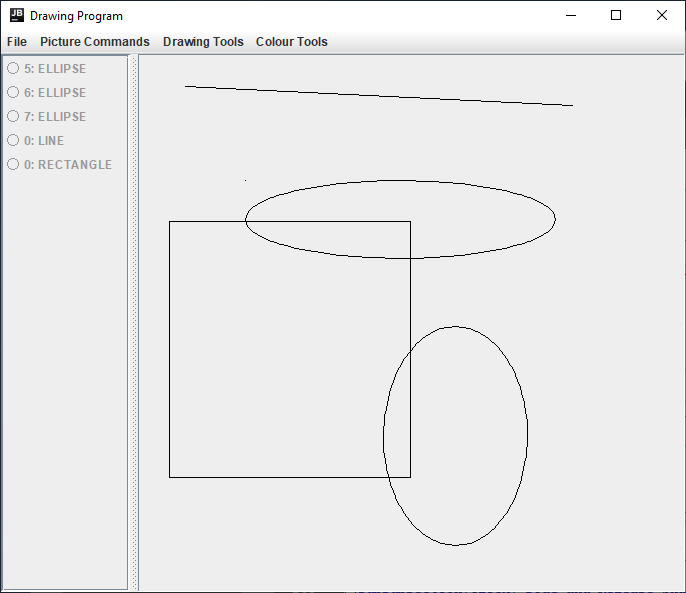 JB Drawing Program
File Picture Commands Drawing Tools Colour Tools
5: ELLIPSE
6: ELLIPSE
7: ELLIPSE
0: LINE
0: RECTANGLE